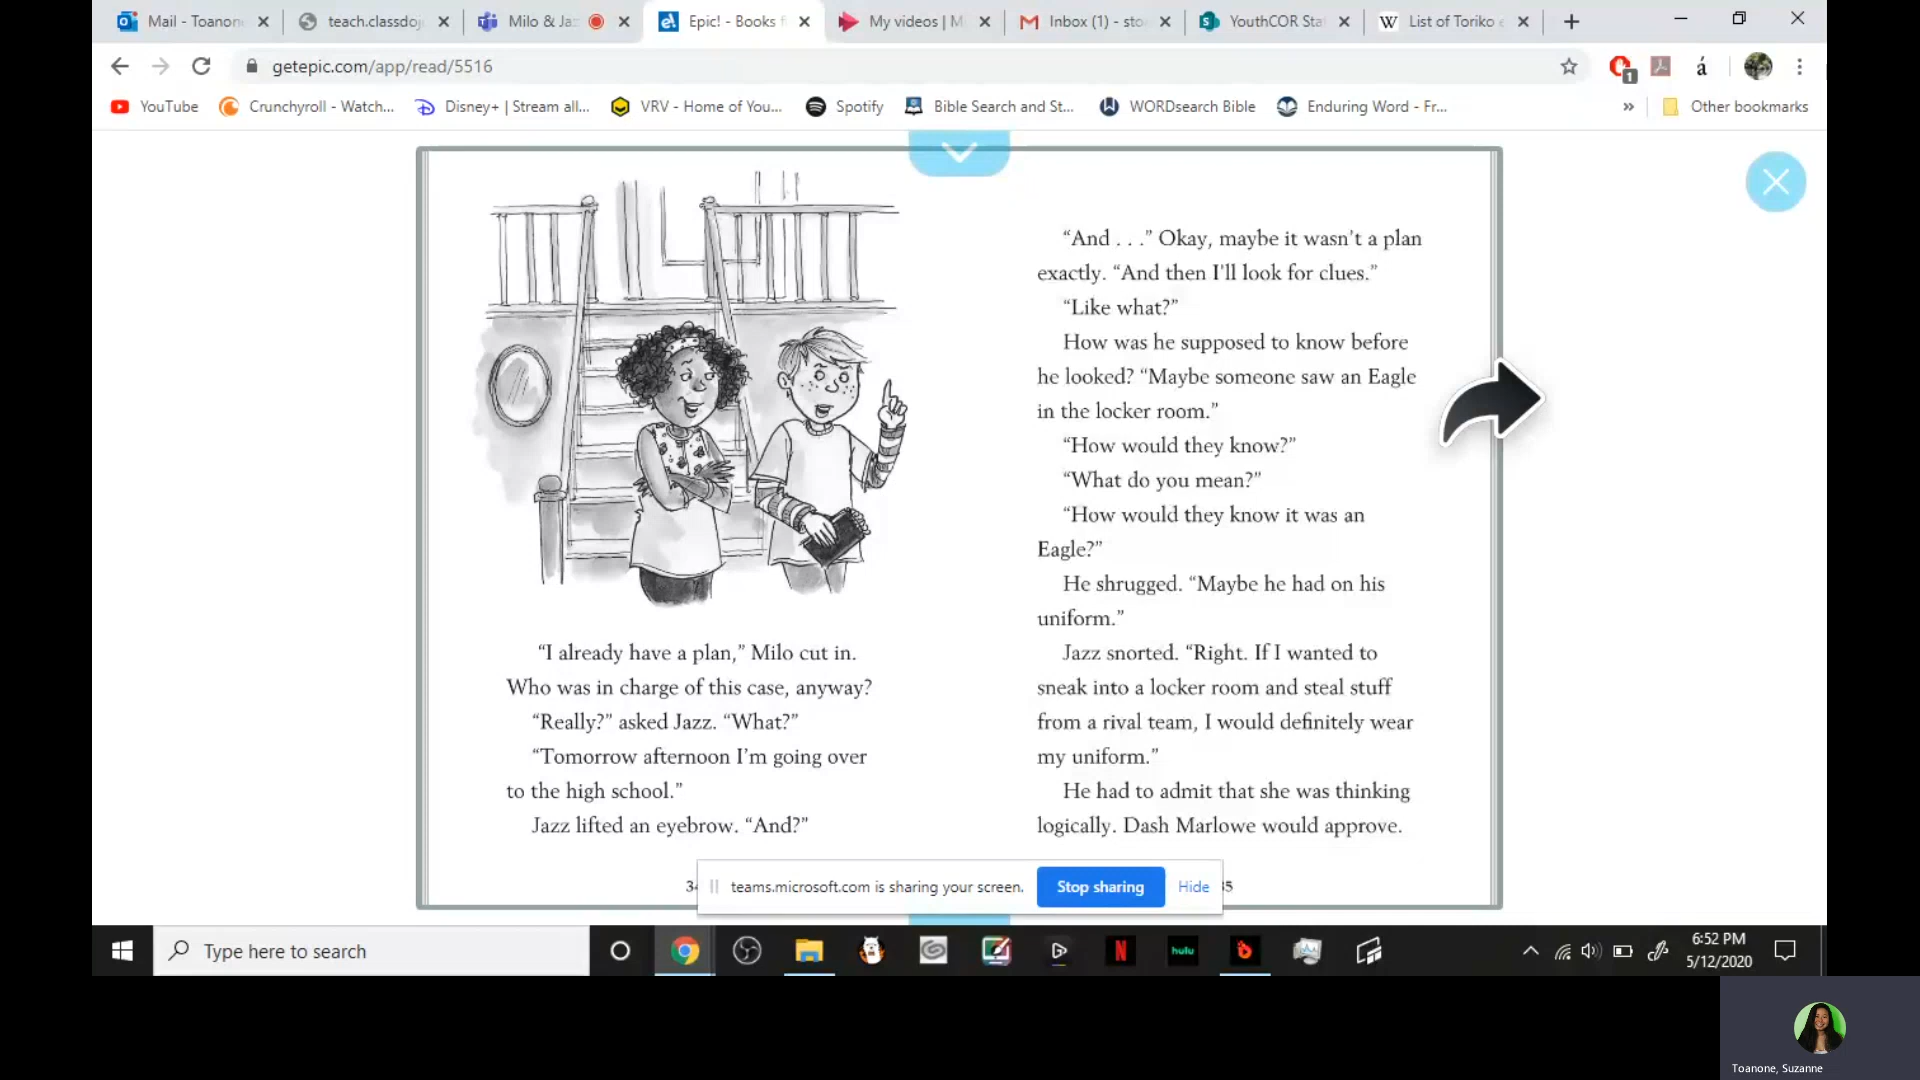 Mail - Toanon
teach.classdoj
Milo & Ja
Epic! - Books f
My videos | M
Inbox (1) - sto
YouthCOR Sta
List of Toriko e
getepic.com/app/read/5516
1
YouTube
Crunchyroll - Watch...
Disney+ | Stream all...
VRV - Home of You...
Spotify
Bible Search and St...
WORDsearch Bible
Enduring Word - Fr...
»
Other bookmarks
“I already have a plan,” Milo cut in.
Who was in charge of this case, anyway?
“Really?” asked Jazz. “What?”
“Tomorrow afternoon I’m going over
to the high school.”
Jazz lifted an eyebrow. “And?”
“And . . .” Okay, maybe it wasn’t a plan
exactly. “And then I’ll look for clues.”
“Like what?”
How was he supposed to know before
he looked? “Maybe someone saw an Eagle
in the locker room.”
“How would they know?”
“What do you mean?”
“How would they know it was an
Eagle?”
He shrugged. “Maybe he had on his
uniform.”
Jazz snorted. “Right. If I wanted to
sneak into a locker room and steal stuff
from a rival team, I would definitely wear
my uniform.”
He had to admit that she was thinking
logically. Dash Marlowe would approve.
teams.microsoft.com is sharing your screen.
Stop sharing
Hide
Type here to search
hulu
6:52 PM
5/12/2020
Toanone, Suzanne